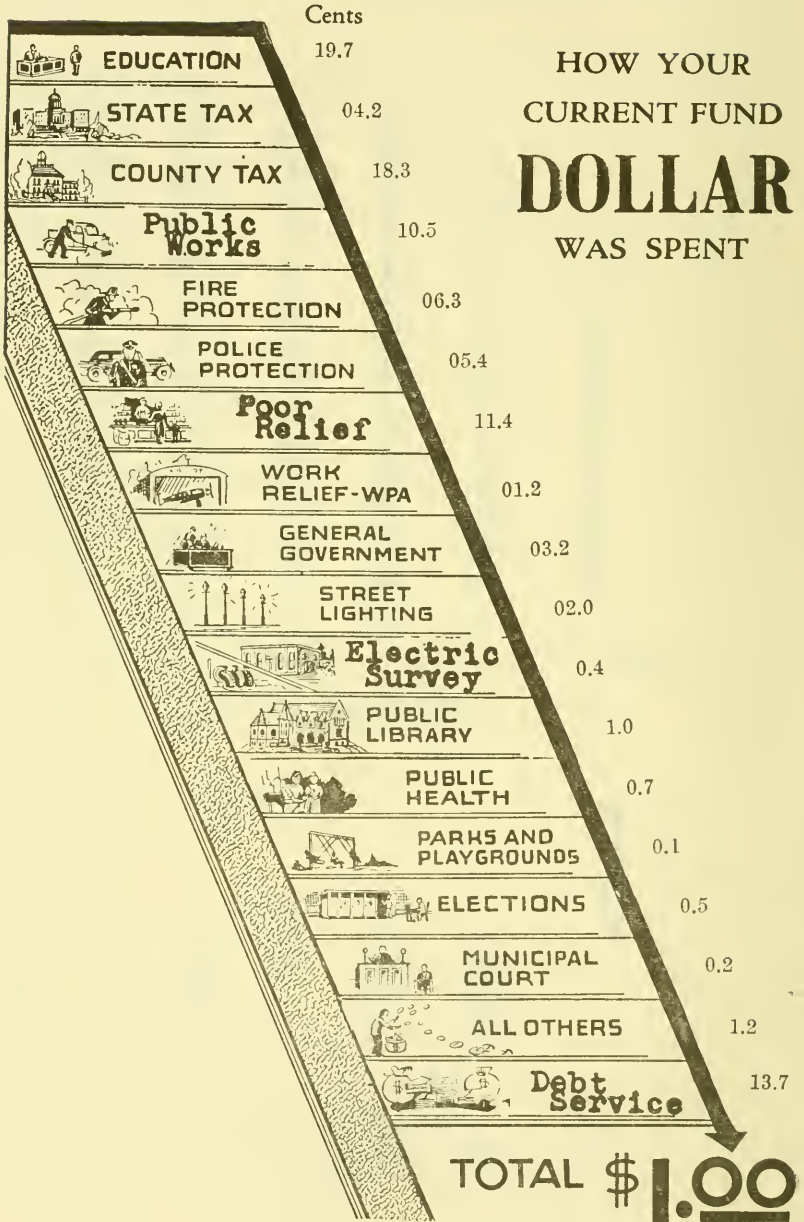 Cents
HOW YOUR
CURRENT FUND
DOLLAR
WAS SPENT
EDUCATION 19.7
STATE TAX 04.2
COUNTY TAX 18.3
Public
Works 10.5
FIRE
PROTECTION 06.3
POLICE
PROTECTION 05.4
Poor
Relief 11.4
WORK
RELIEF-WPA 01.2
GENERAL
GOVERNMENT 03.2
STREET
LIGHTING 02.0
Electric
Survey 0.4
PUBLIC
LIBRARY 1.0
PUBLIC
HEALTH 0.7
PARKS AND
PLAYGROUNDS 0.1
ELECTIONS 0.5
MUNICIPAL
COURT 0.2
ALL OTHERS 1.2
Debt
Service 13.7
TOTAL $1.00